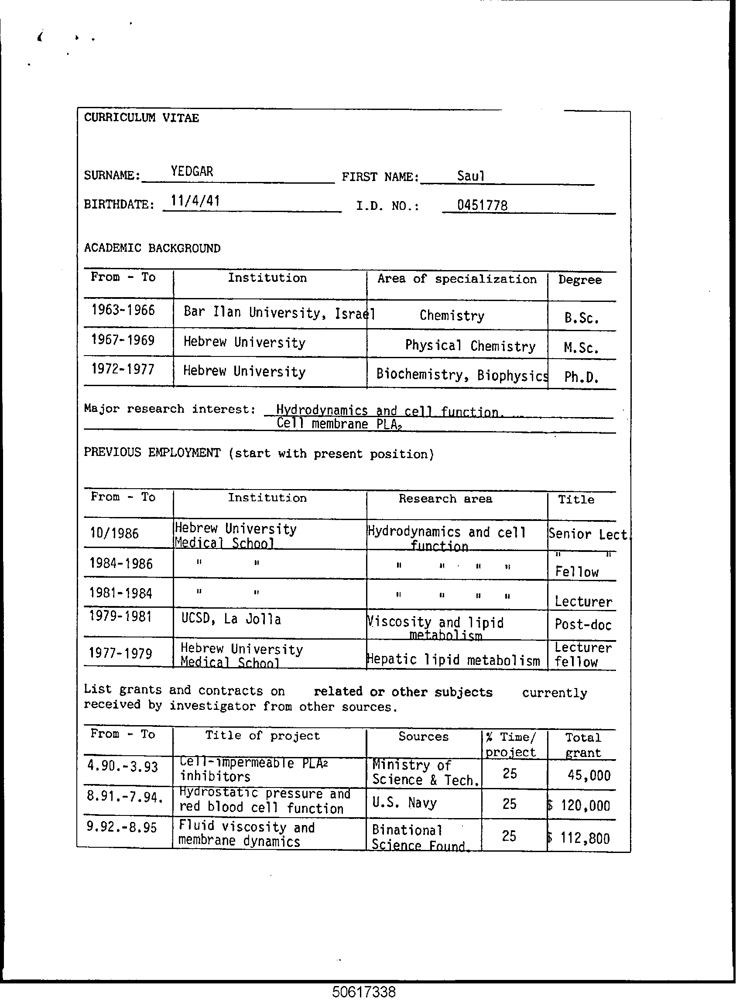 CURRICULUM VITAE
SURNAME: YEDGAR FIRST NAME: Saul
BIRTHDATE: 11/4/41 I.D. NO.: 0451778
ACADEMIC BACKGROUND
From - To Institution Area of specialization Degree
1963-1966 Bar Ilan University, Israel Chemistry B.Sc.
1967-1969 Hebrew University Physical Chemistry M.Sc.
1972-1977 Hebrew University Biochemistry, Biophysics Ph.D.
Major research interest: Hydrodynamics and cell function.
Cell membrane PLA₂
PREVIOUS EMPLOYMENT (start with present position)
From - To Institution Research area Title
10/1986 Hebrew University Hydrodynamics and cell Senior Lect.
Medical School function
1984-1986 " " " " " " " "
Fellow
1981-1984 " " " " " " Lecturer
1979-1981 UCSD, La Jolla Viscosity and lipid Post-doc
metabolism
1977-1979 Hebrew University Hepatic lipid metabolism Lecturer
Medical School fellow
List grants and contracts on related or other subjects currently
received by investigator from other sources.
From - To Title of project Sources % Time/ Total
project grant
4.90.-3.93 Cell-impermeable PLA₂ Ministry of 25 45,000
inhibitors Science & Tech.
8.91.-7.94. Hydrostatic pressure and U.S. Navy 25 $ 120,000
red blood cell function
9.92.-8.95 Fluid viscosity and Binational 25 $ 112,800
membrane dynamics Science Found.
50617338